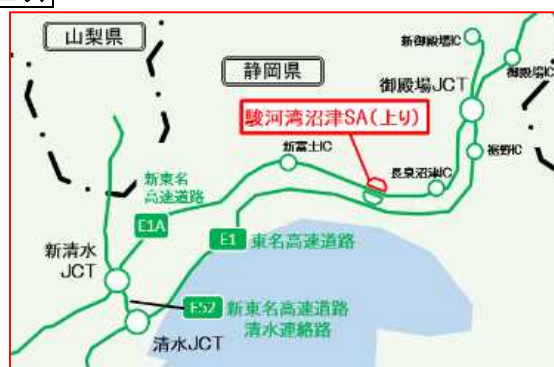 山梨県
静岡県
新御殿場IC
御殿場IC
御殿場JCT
駿河湾沼津SA(上り)
新富士IC
長泉沼津IC
裾野IC
新東名
高速道路
E1A
E1 東名高速道路
新清水
JCT
E52 新東名高速道路
清水連絡路
清水JCT